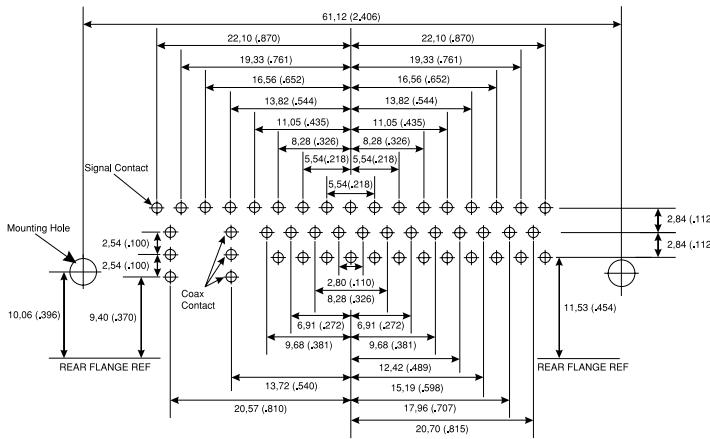 61,12 (2.406)
22,10 (.870) 22,10 (.870)
19,33 (.761) 19,33 (.761)
16,56 (.652) 16,56 (.652)
13,82 (.544) 13,82 (.544)
11,05 (.435) 11,05 (.435)
8,28 (.326) 8,28 (.326)
5,54(.218) 5,54(.218)
5,54(.218)
Signal Contact
2,84 (.112
Mounting Hole
2,54 (.100)
2,84 (.112
2,54 (.100)
Coax
Contact
2,80 (.110)
8,28 (.326)
10,06 (.396)
9,40 (.370)
11,53 (.454)
6,91 (.272) 6,91 (.272)
9,68 (.381) 9,68 (.381)
REAR FLANGE REF REAR FLANGE REF
12,42 (.489)
13,72 (.540)
15,19 (.598)
20,57 (.810)
17,96 (.707)
20,70 (.815)